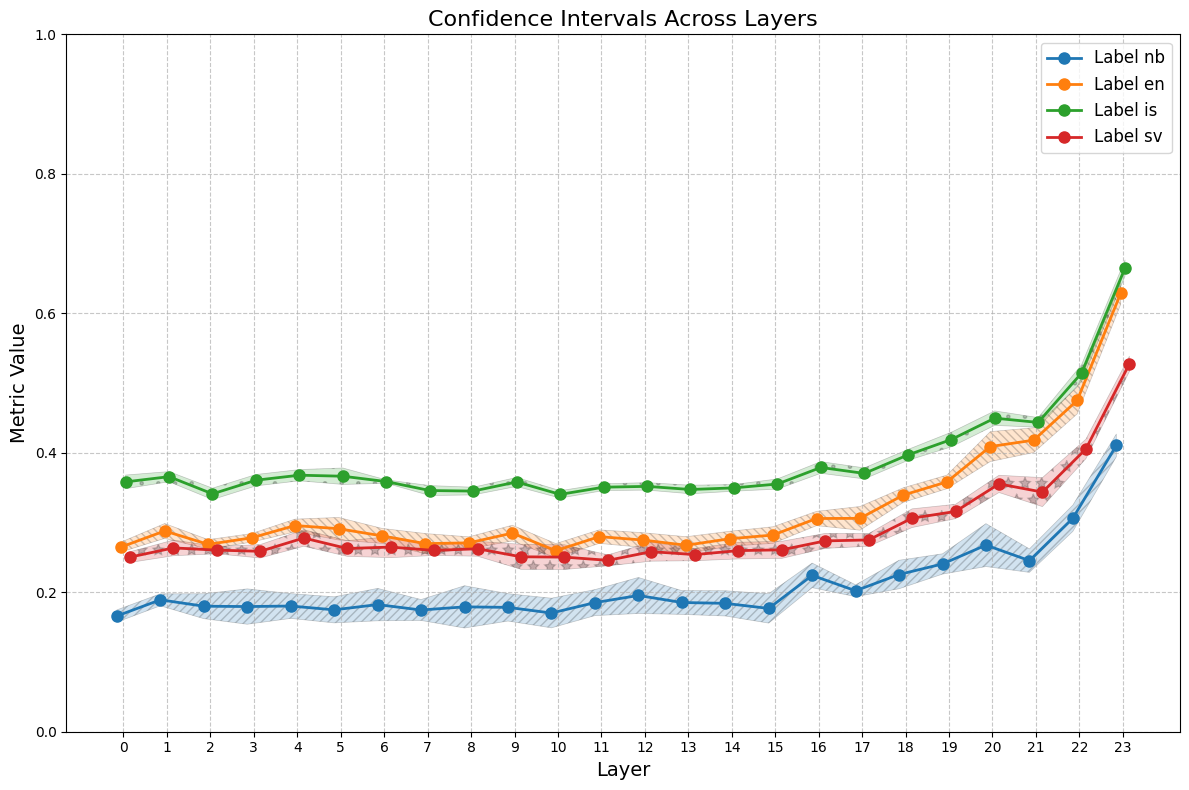 Confidence Intervals Across Layers
Label nb
Label en
Label is
Label sv
Metric Value
1.0
0.8
0.6
0.4
0.2
0.0
0 1 2 3 4 5 6 7 8 9 10 11 12 13 14 15 16 17 18 19 20 21 22 23
Layer